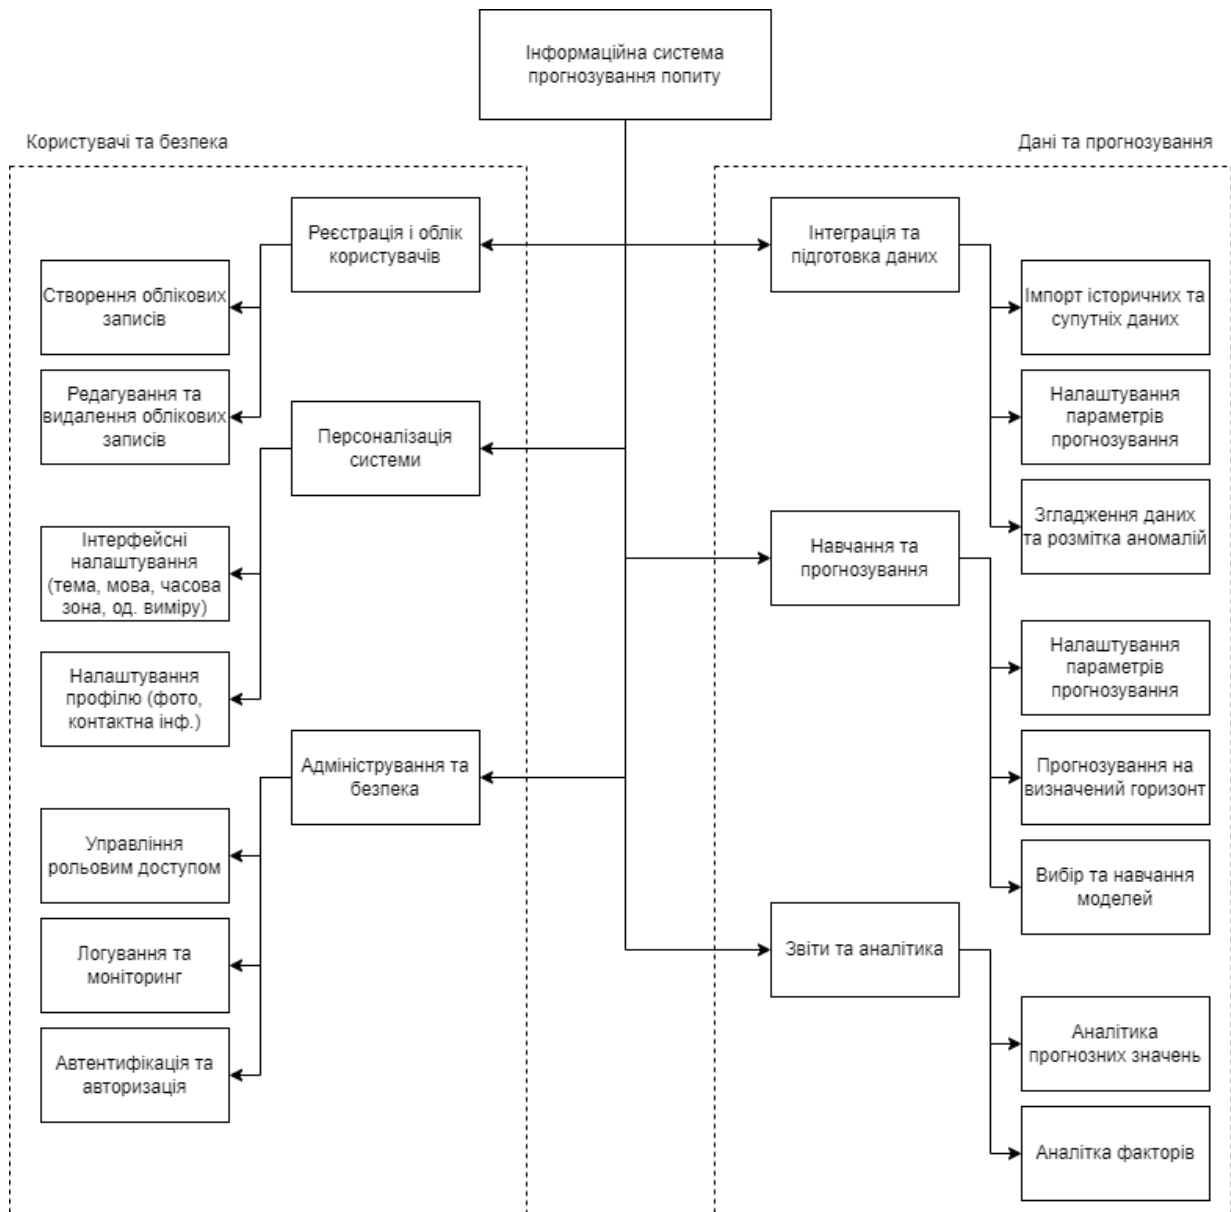 Інформаційна система
прогнозування попиту
Користувачі та безпека
Дані та прогнозування
Реєстрація і облік
користувачів
Створення облікових
записів
Редагування та
видалення облікових
записів
Персоналізація
системи
Інтерфейсні
налаштування
(тема, мова, часова
зона, од. виміру)
Налаштування
профілю (фото,
контактна інф.)
Адміністрування та
безпека
Управління
рольовим доступом
Логування та
моніторинг
Автентифікація та
авторизація
Інтеграція та
підготовка даних
Імпорт історичних та
супутніх даних
Налаштування
параметрів
прогнозування
Згладження даних
та розмітка аномалій
Навчання та
прогнозування
Налаштування
параметрів
прогнозування
Прогнозування на
визначений горизонт
Вибір та навчання
моделей
Звіти та аналітика
Аналітика
прогнозних значень
Аналітка факторів